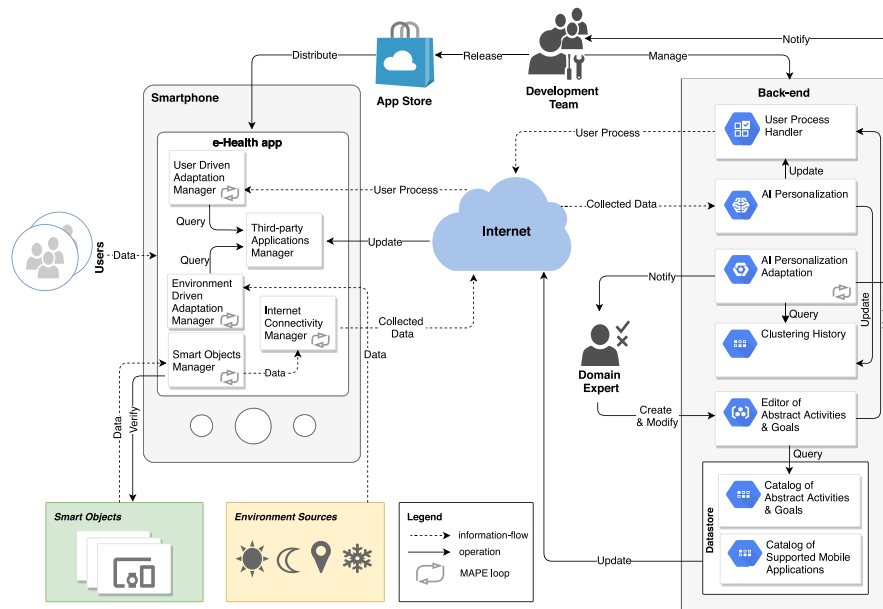 Distribute
App Store
Release
Development
Team
Manage
Notify
Smartphone
e-Health app
User Driven
Adaptation
Manager
Query
Third-party
Applications
Manager
Query
Environment
Driven
Adaptation
Manager
Internet
Connectivity
Manager
Smart Objects
Manager
Data
Users
Data
User Process
Update
Internet
Collected
Data
Data
User Process
Collected Data
Notify
Domain
Expert
Create
& Modify
Update
Back-end
User Process
Handler
Update
AI Personalization
AI Personalization
Adaptation
Query
Update
Clustering History
Editor of
Abstract Activities
& Goals
Query
Datastore
Catalog of
Abstract Activities
& Goals
Catalog of
Supported Mobile
Applications
Data
Verify
Smart Objects
Environment Sources
Legend
information-flow
operation
MAPE loop